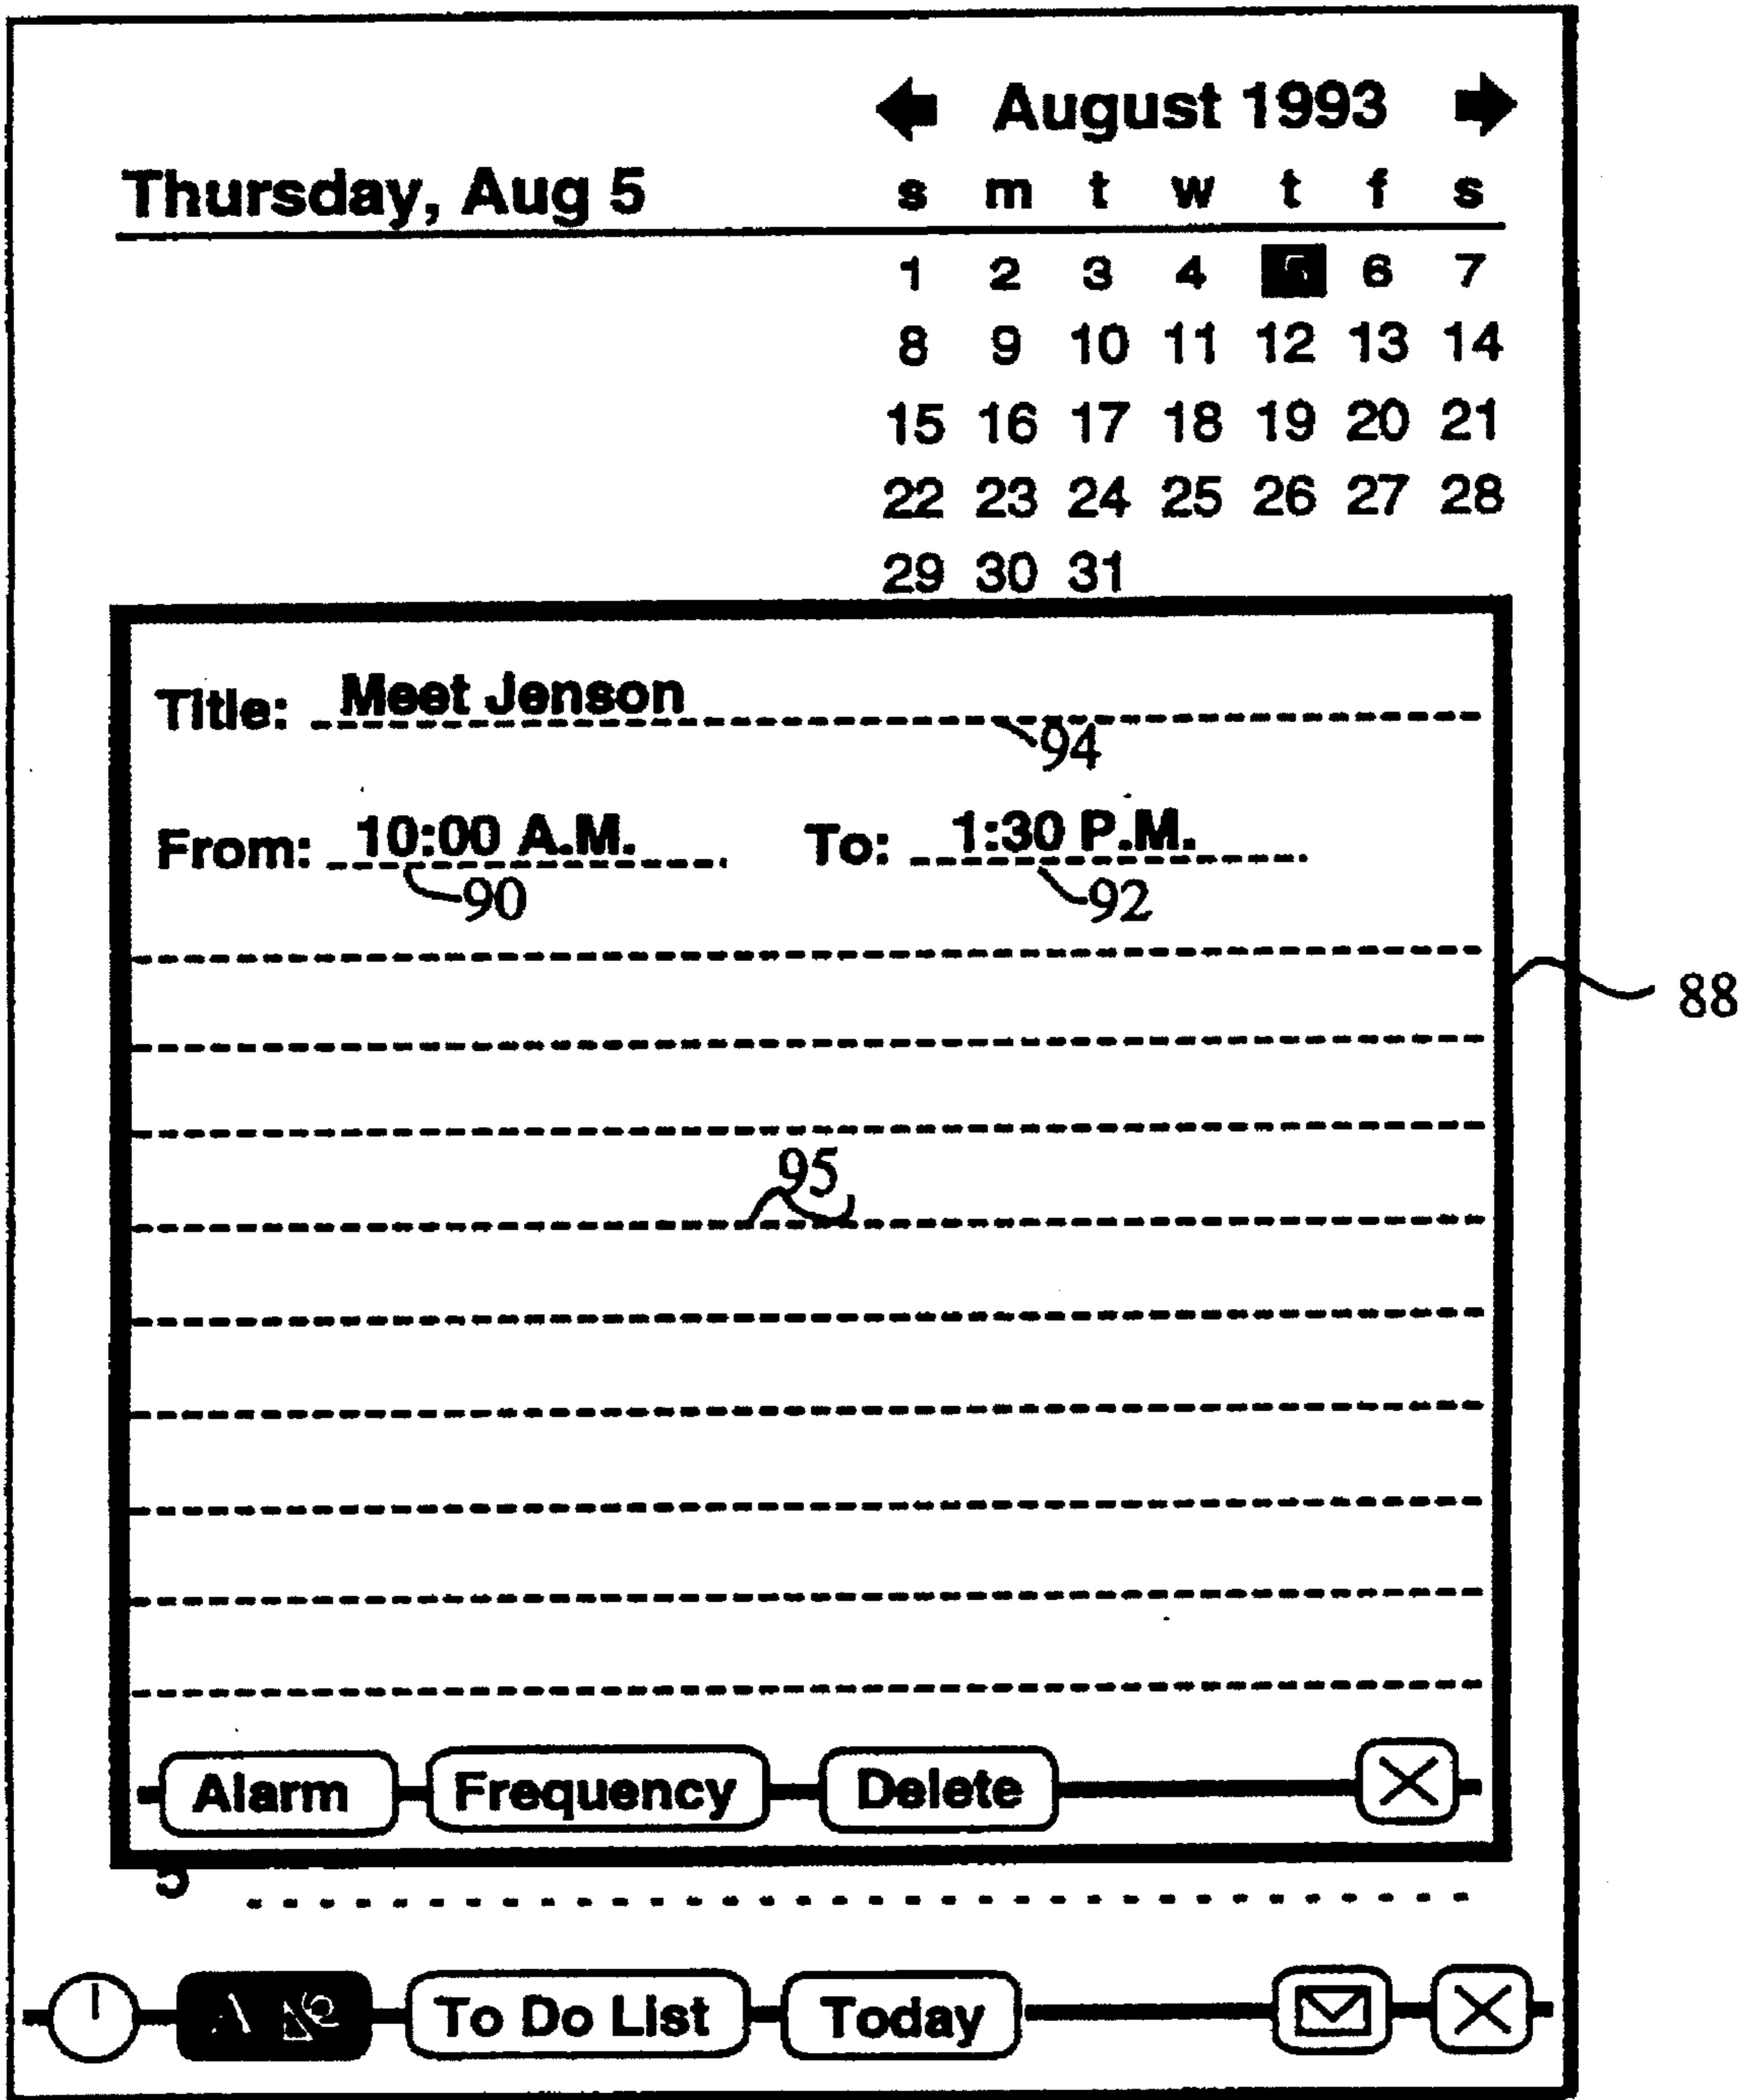 August 1993
Thursday, Aug 5 s m t w t f s
1 2 3 4 5 6 7
8 9 10 11 12 13 14
15 16 17 18 19 20 21
22 23 24 25 26 27 28
29 30 31
Title: Meet Jenson
94
From: 10:00 A.M. To: 1:30 P.M.
90 92
88
95
Alarm Frequency Delete
5
To Do List Today